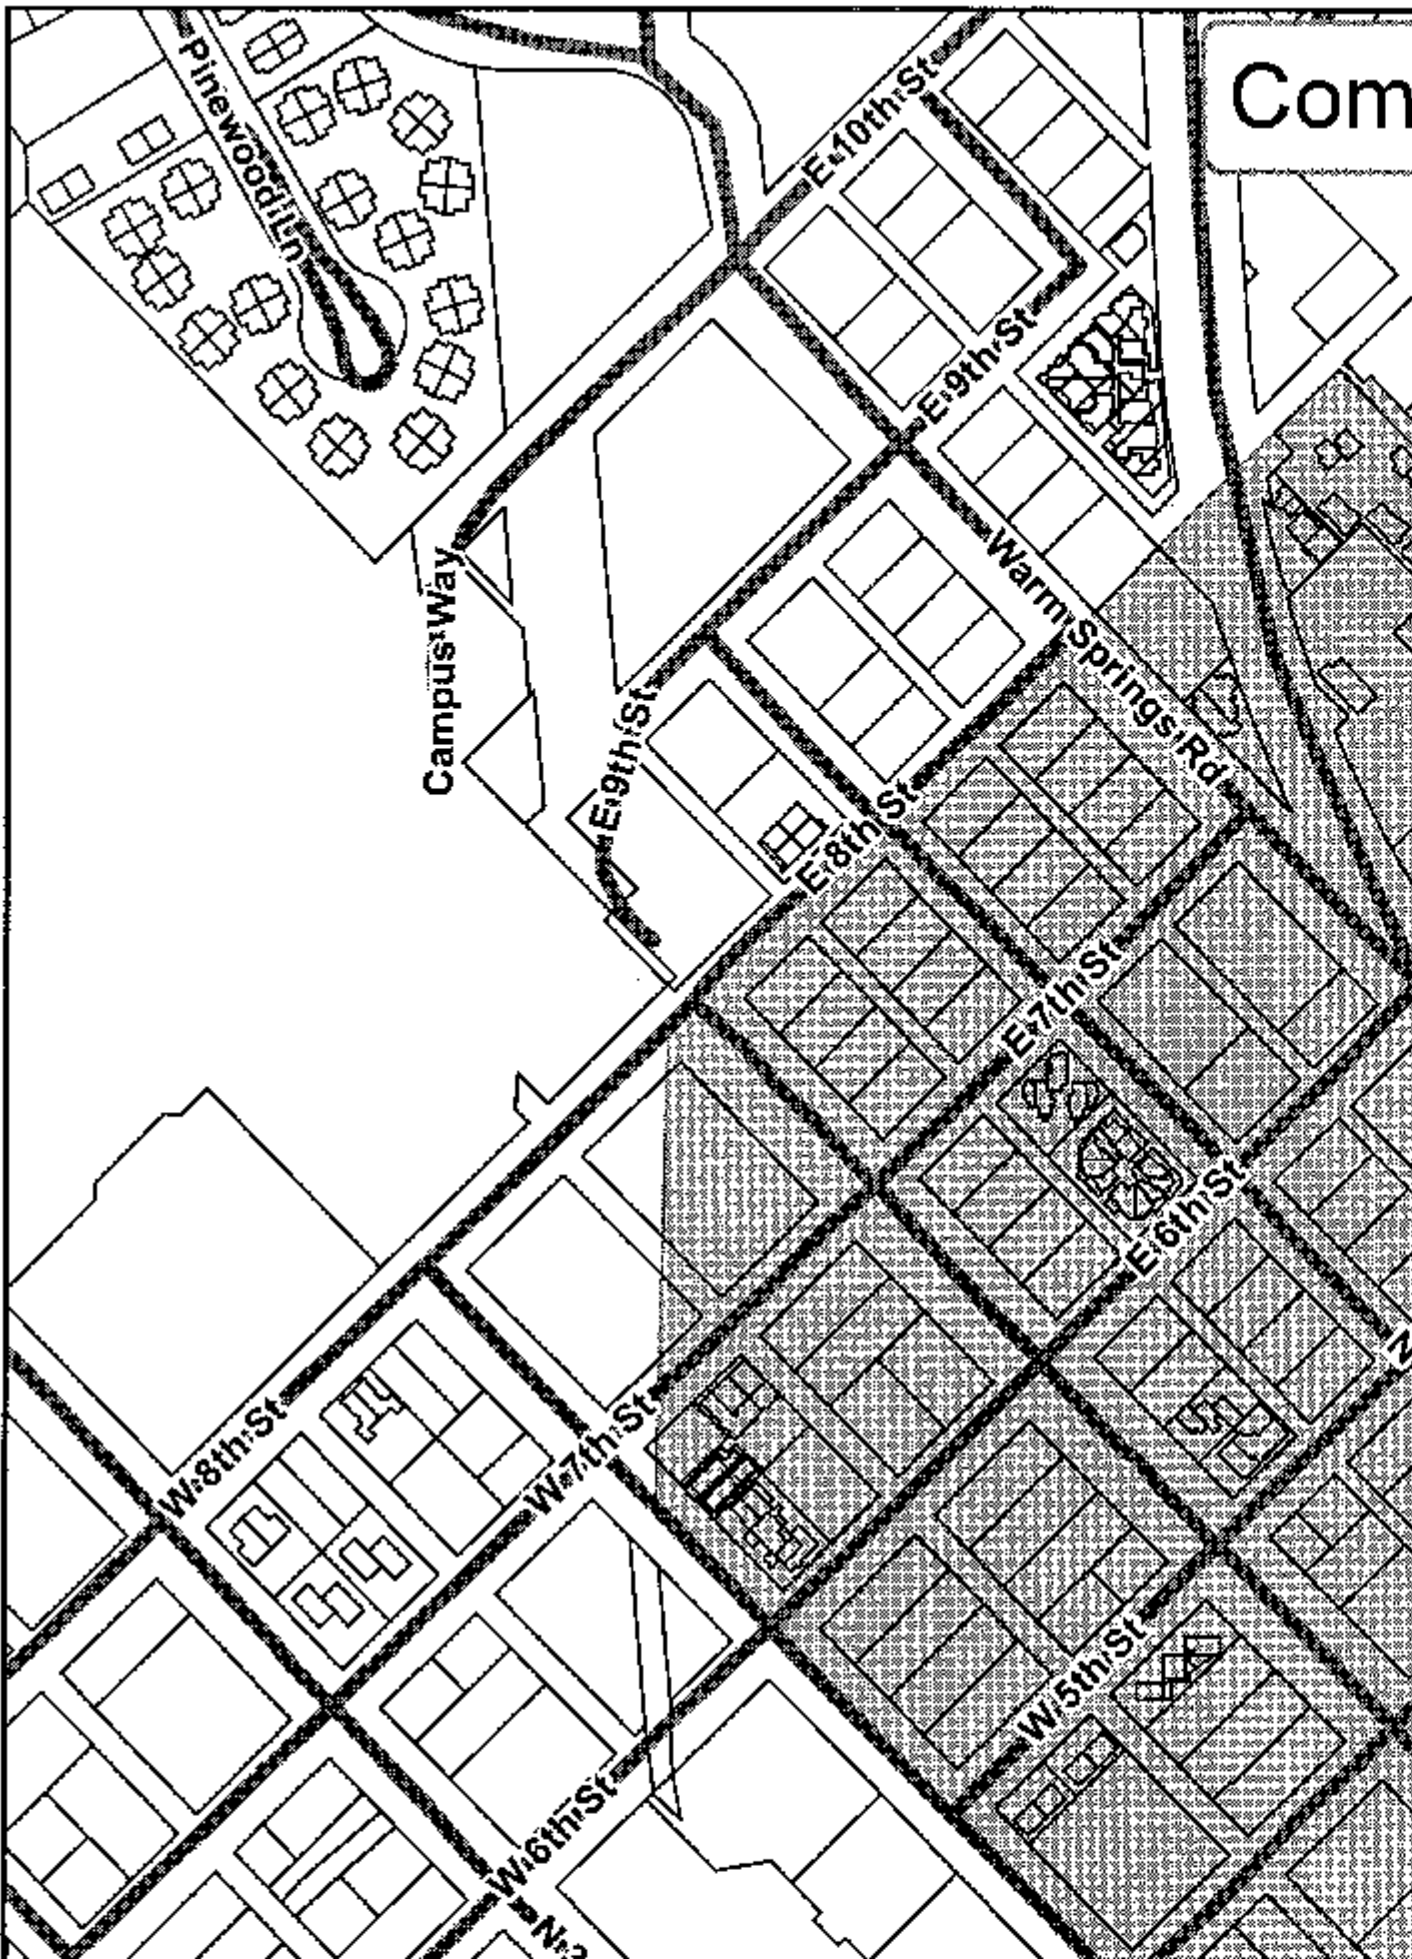 Com
Pinewood Ln
E 10th St
E 9th St
Warm Springs Rd
Campus Way
E 9th St
E 8th St
E 7th St
E 6th St
N
W 8th St
W 7th St
W 5th St
W 6th St